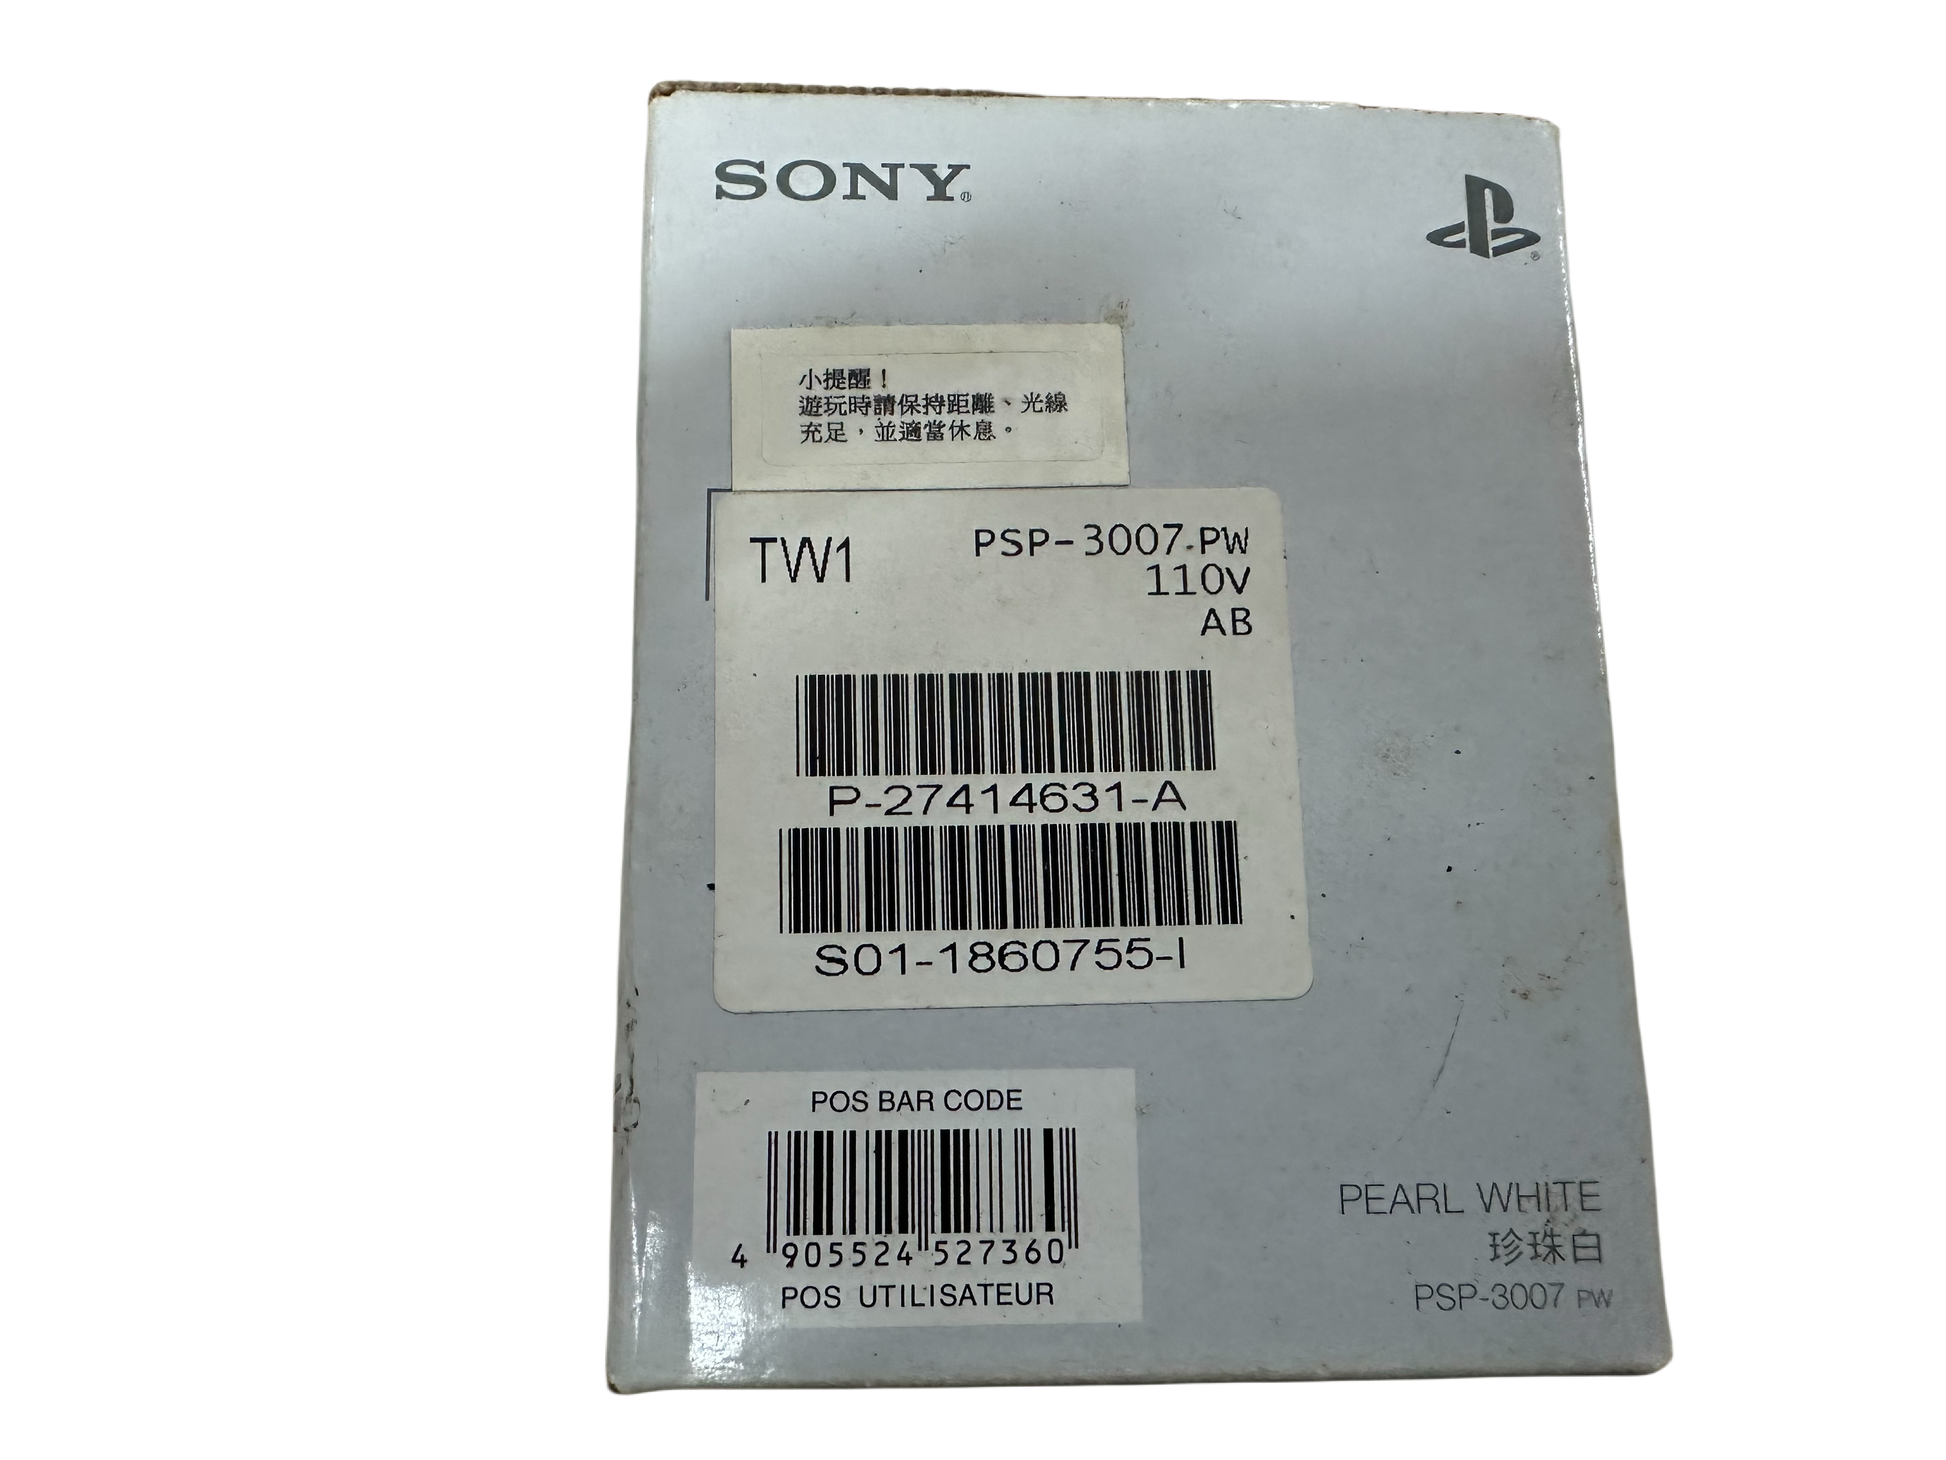 SONY®
小提醒！
遊玩時請保持距離、光線
充足，並適當休息。
TW1
PSP-3007 PW
110V
AB
P-27414631-A
S01-1860755-I
POS BAR CODE
4 905524 527360
POS UTILISATEUR
PEARL WHITE
珍珠白
PSP-3007 PW